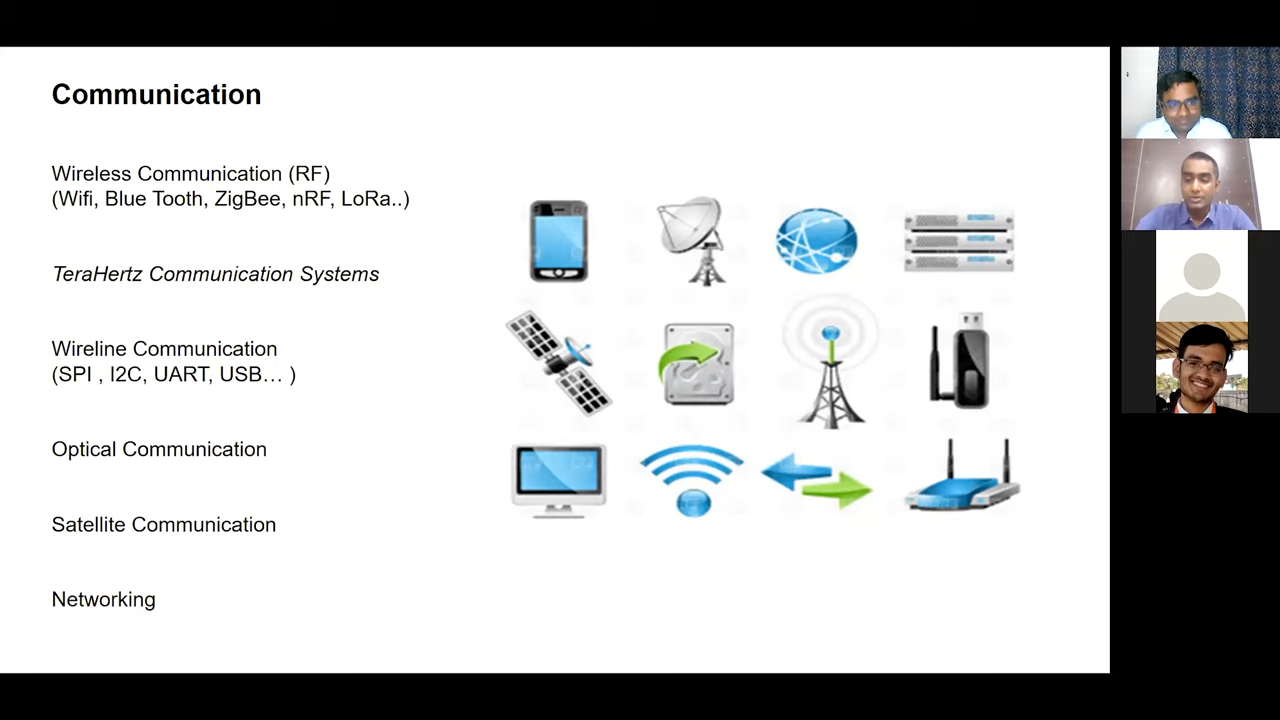 Communication
Wireless Communication (RF)
(Wifi, Blue Tooth, ZigBee, nRF, LoRa..)
TeraHertz Communication Systems
Wireline Communication
(SPI , I2C, UART, USB… )
Optical Communication
Satellite Communication
Networking